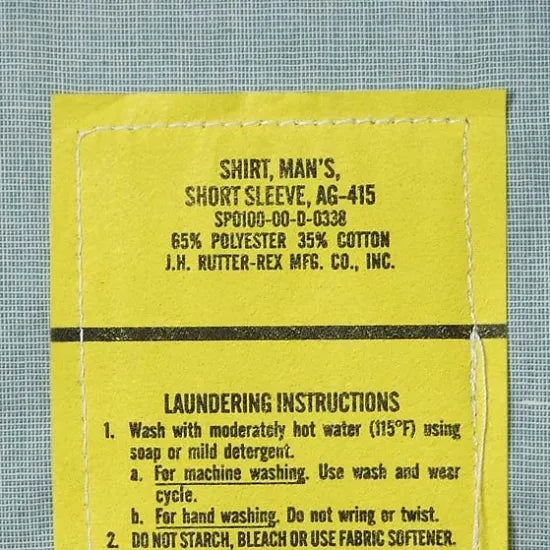 SHIRT, MAN'S,
SHORT SLEEVE, AG-415
SPO100-00-D-0338
65% POLYESTER 35% COTTON
J.H. RUTTER-REX MFG. CO., INC.
LAUNDERING INSTRUCTIONS
1. Wash with moderately hot water (115°F) using
soap or mild detergent.
a. For machine washing. Use wash and wear
cycle.
b. For hand washing. Do not wring or twist.
2. DO NOT STARCH, BLEACH OR USE FABRIC SOFTENER.